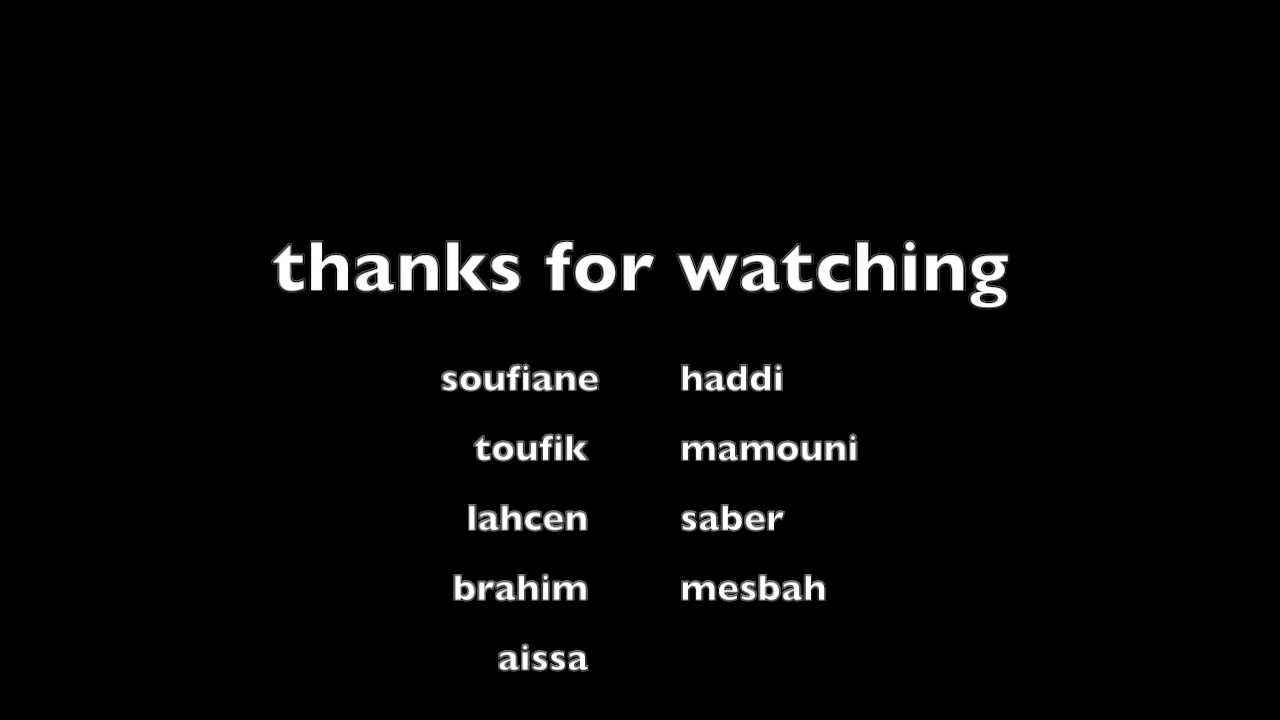 thanks for watching
soufiane haddi
toufik mamouni
lahcen saber
brahim mesbah
aissa